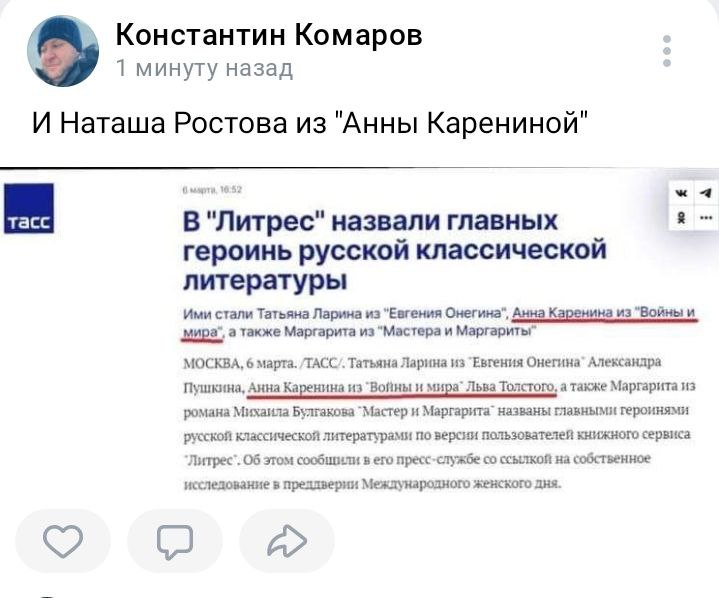 Константин Комаров
1 минуту назад
И Наташа Ростова из "Анны Карениной"
6 марта, 16:52
тасс
В "Литрес" назвали главных
героинь русской классической
литературы
Ими стали Татьяна Ларина из "Евгения Онегина", Анна Каренина из "Войны и
мира", а также Маргарита из "Мастера и Маргариты"
МОСКВА, 6 марта. /ТАСС/. Татьяна Ларина из "Евгения Онегина" Александра
Пушкина, Анна Каренина из "Войны и мира" Льва Толстого, а также Маргарита из
романа Михаила Булгакова "Мастер и Маргарита" названы главными героинями
русской классической литературами по версии пользователей книжного сервиса
"Литрес". Об этом сообщили в его пресс-службе со ссылкой на собственное
исследование в преддверии Международного женского дня.